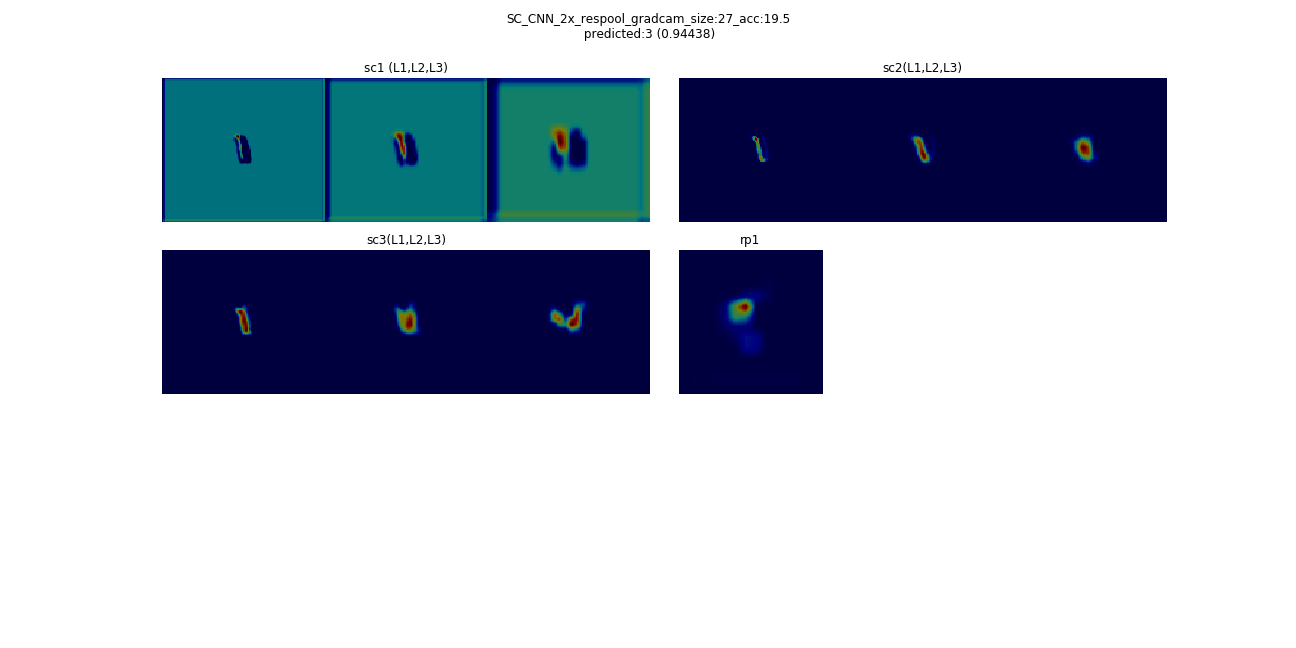 SC_CNN_2x_respool_gradcam_size:27_acc:19.5
predicted:3 (0.94438)
sc1 (L1,L2,L3)
sc2(L1,L2,L3)
sc3(L1,L2,L3)
rp1